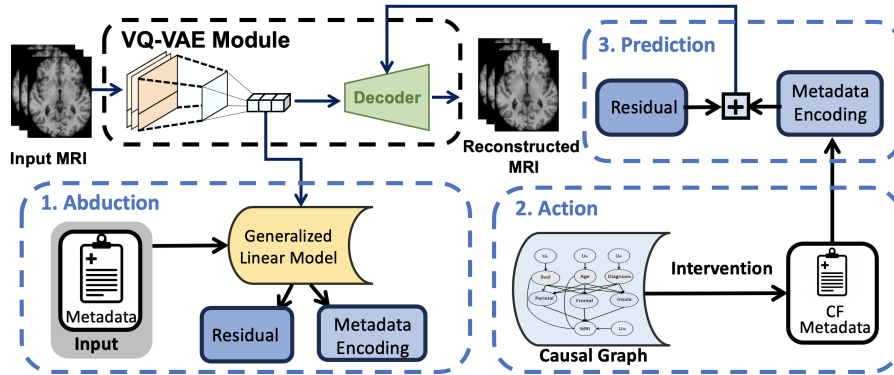 VQ-VAE Module
Decoder
Input MRI
Reconstructed
MRI
3. Prediction
Residual
+
Metadata
Encoding
1. Abduction
Metadata
Input
Generalized
Linear Model
Residual
Metadata
Encoding
2. Action
Svol
Age
Diagnosis
Parietal
Frontal
Insula
MRI
Causal Graph
Intervention
CF
Metadata